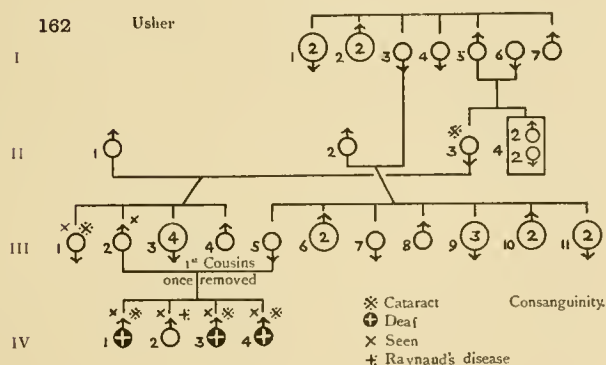 162 Usher
I
1 2 2 2 3 4 5 6 7
II
1 2 3 4 2 2
III
1 2 3 4 4 5 6 2 7 8 9 3 10 2 11 2
1st Cousins
once removed
IV
1 2 3 4
※ Cataract
Deaf
× Seen
Raynand's disease
Consanguinity.